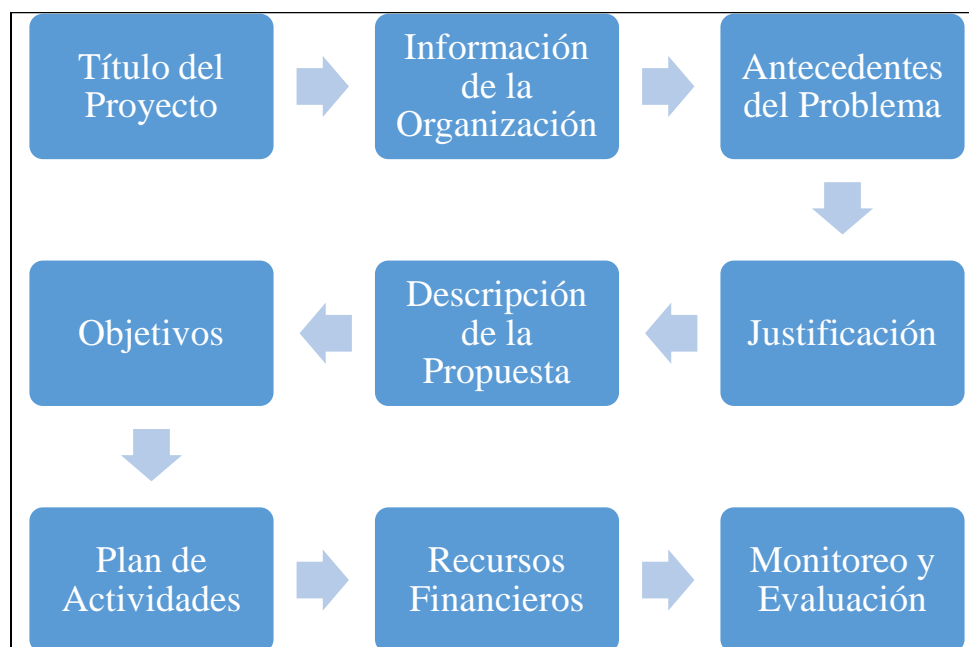 Título del
Proyecto
Información
de la
Organización
Antecedentes
del Problema
Justificación
Descripción
de la
Propuesta
Objetivos
Plan de
Actividades
Recursos
Financieros
Monitoreo y
Evaluación